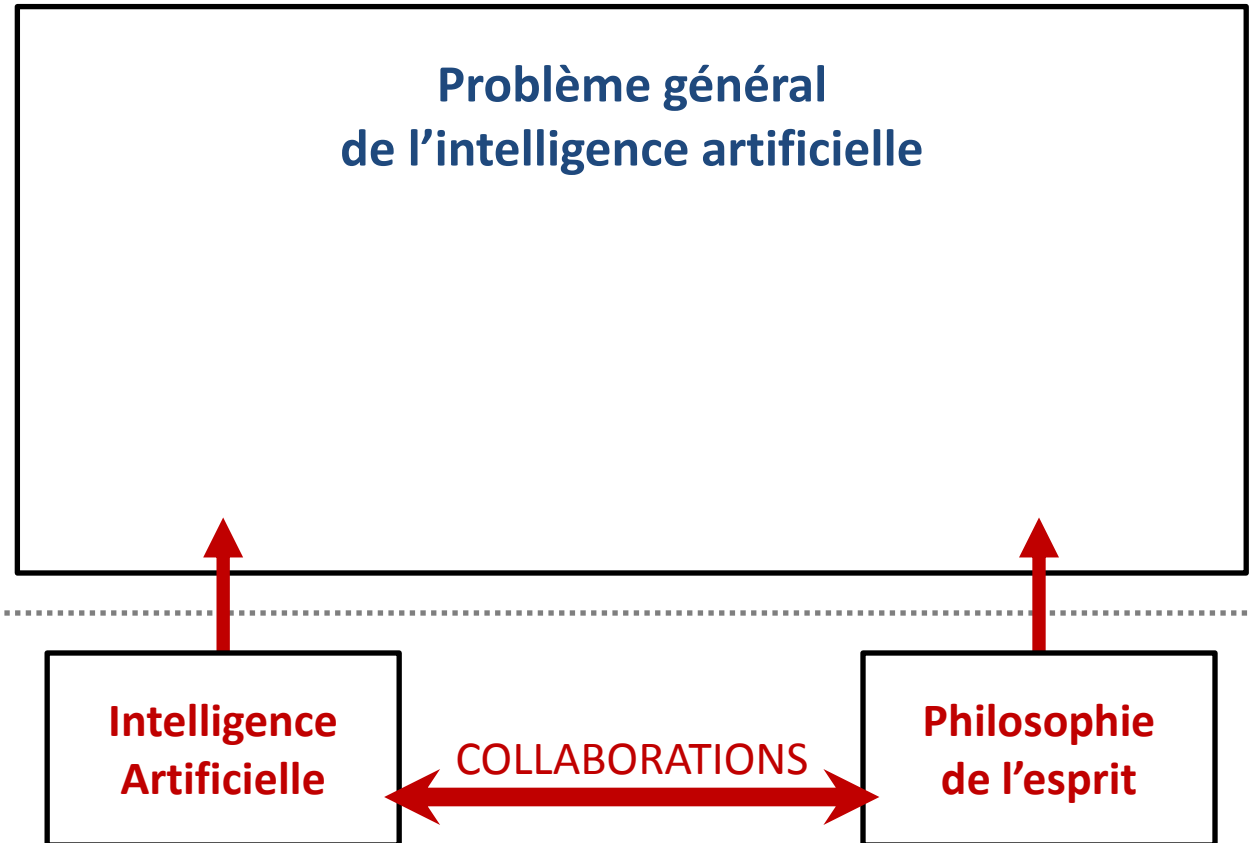 Problème général
de l’intelligence artificielle
Intelligence
Artificielle
COLLABORATIONS
Philosophie
de l’esprit